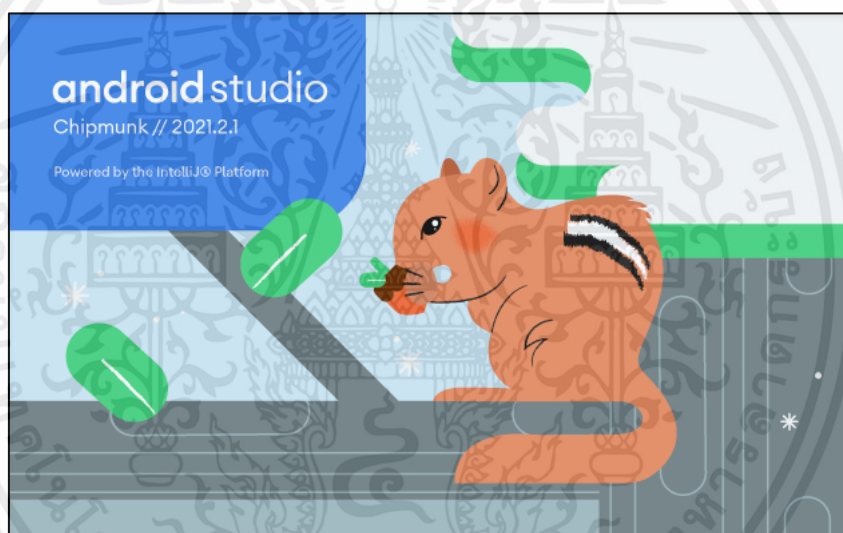 android studio
Chipmunk // 2021.2.1
Powered by the IntelliJ® Platform